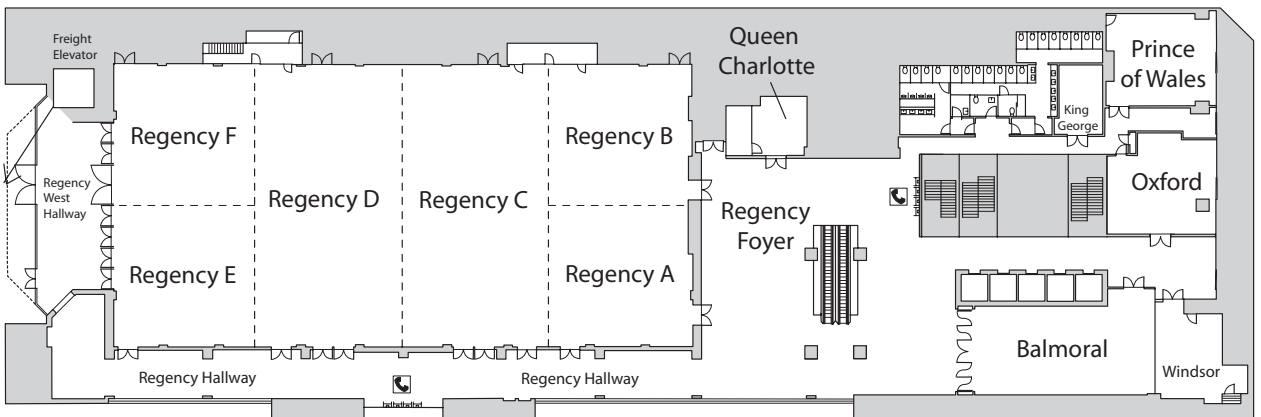 Freight
Elevator
Queen
Charlotte
Prince
of Wales
King
George
Regency F
Regency B
Regency
West
Hallway
Regency D
Regency C
Oxford
Regency
Foyer
Regency E
Regency A
Balmoral
Windsor
Regency Hallway
Regency Hallway